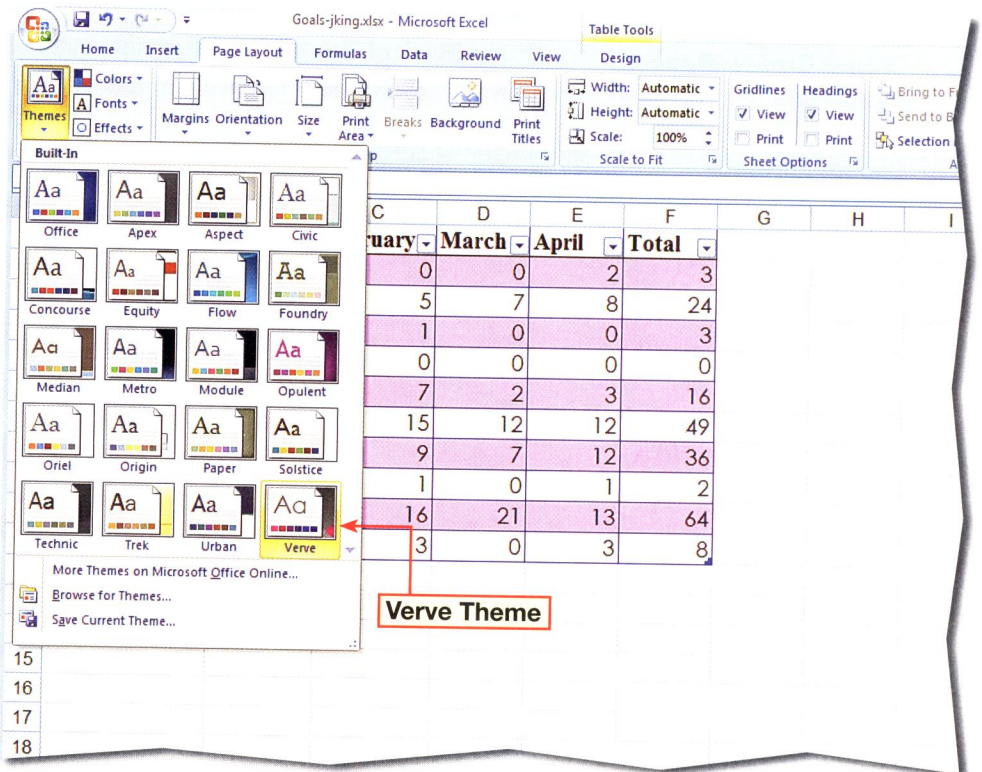 Goals-jking.xlsx - Microsoft Excel
Table Tools
Home Insert Page Layout Formulas Data Review View Design
Themes
Colors
Fonts
Effects
Margins
Orientation
Size
Print Area
Breaks
Background
Print Titles
Width: Automatic
Height: Automatic
Scale: 100%
Scale to Fit
Gridlines
View
Print
Headings
View
Print
Sheet Options
Bring to F
Send to B
Selection
A
p
Built-In
Office Apex Aspect Civic
Concourse Equity Flow Foundry
Median Metro Module Opulent
Oriel Origin Paper Solstice
Technic Trek Urban Verve
More Themes on Microsoft Office Online...
Browse for Themes...
Save Current Theme...
C D E F G H I
ruary March April Total
0 0 2 3
5 7 8 24
1 0 0 3
0 0 0 0
7 2 3 16
15 12 12 49
9 7 12 36
1 0 1 2
16 21 13 64
3 0 3 8
Verve Theme
15
16
17
18